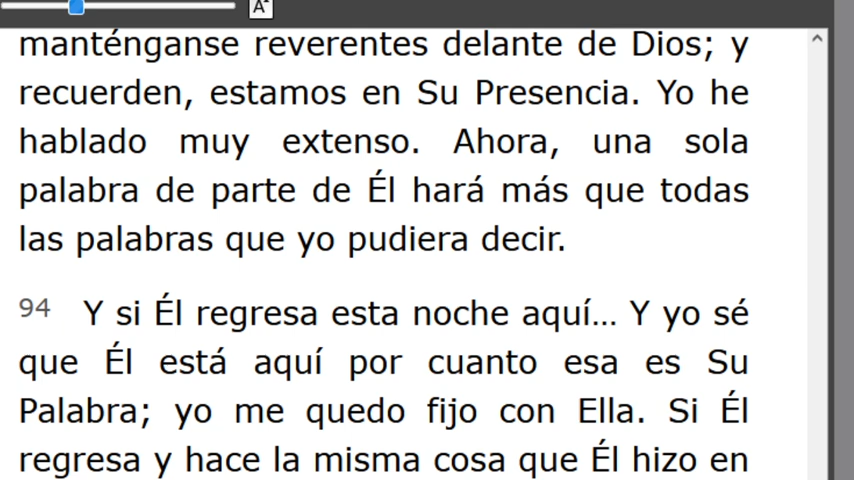 A
manténganse reverentes delante de Dios; y
recuerden, estamos en Su Presencia. Yo he
hablado muy extenso. Ahora, una sola
palabra de parte de Él hará más que todas
las palabras que yo pudiera decir.
94 Y si Él regresa esta noche aquí... Y yo sé
que Él está aquí por cuanto esa es Su
Palabra; yo me quedo fijo con Ella. Si Él
regresa y hace la misma cosa que Él hizo en